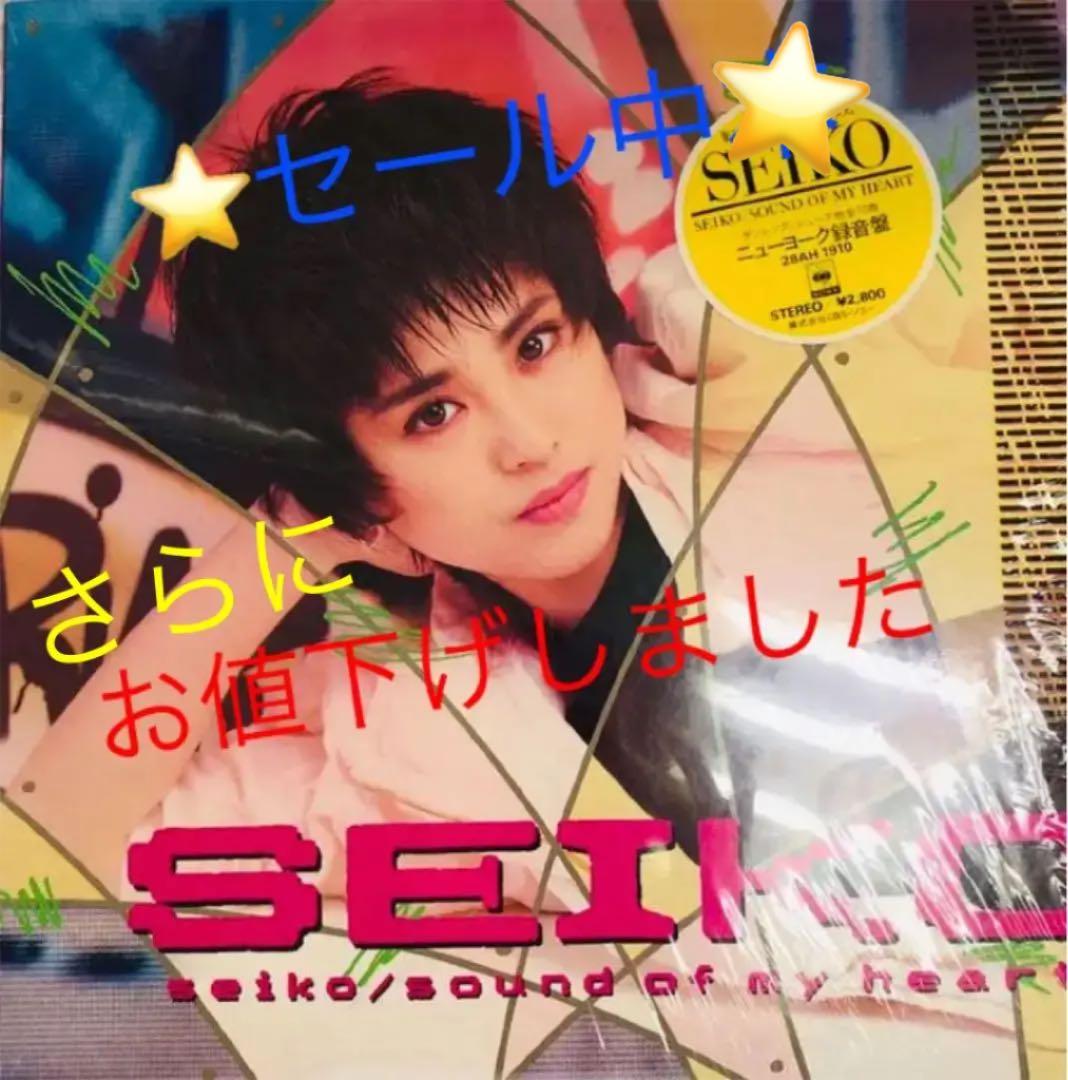 ⭐セール中⭐
SEIKO
SEIKO/SOUND OF MY HEART
ニューヨーク録音盤
28AH 1910
SONY
STEREO ¥2,800
さらに
お値下げしました
SEIKO
seiko/sound of my heart